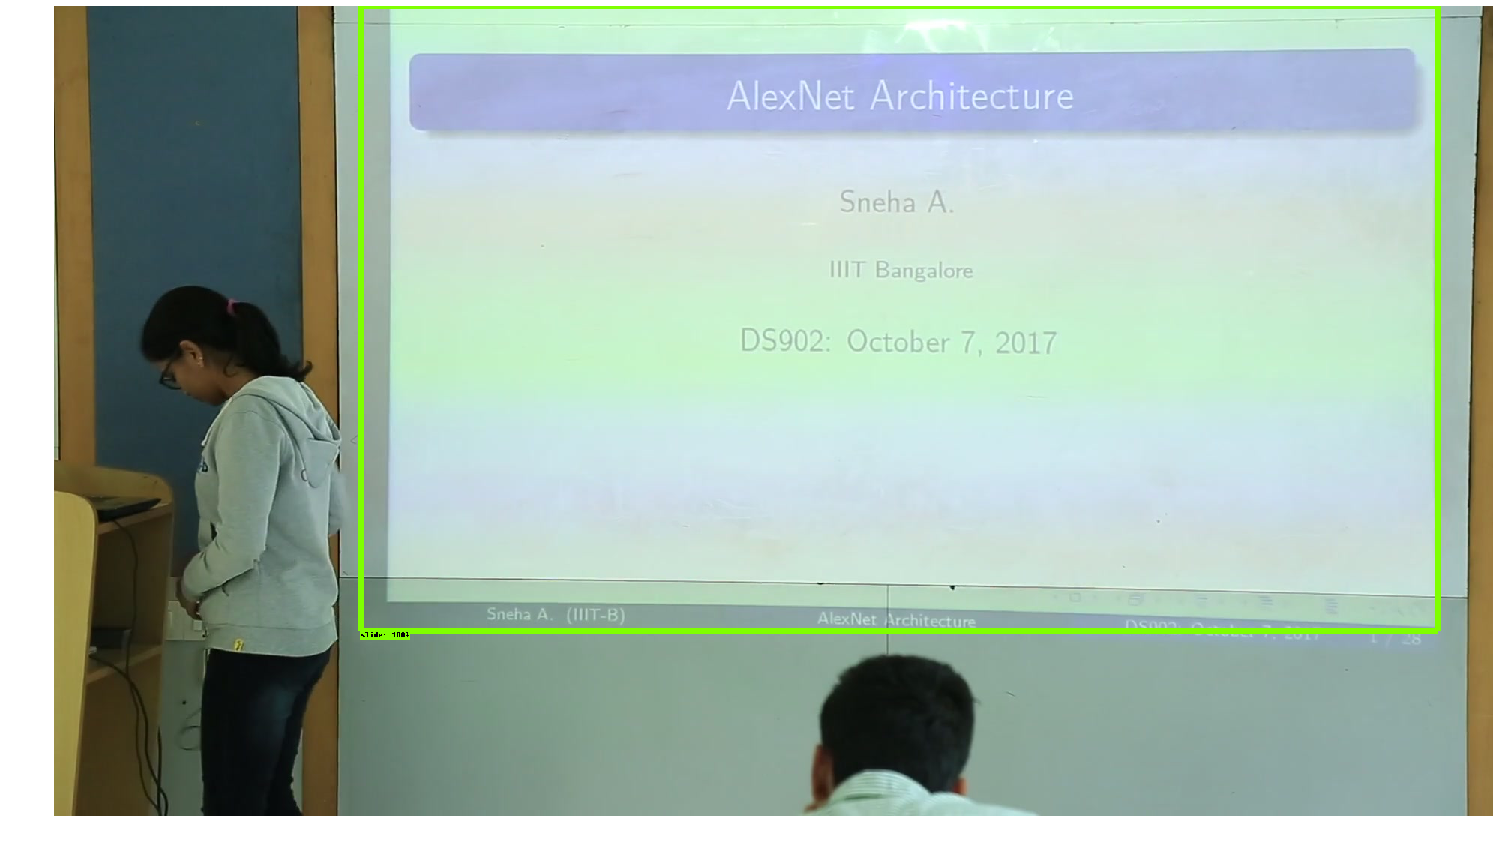 AlexNet Architecture
Sneha A.
IIIT Bangalore
DS902: October 7, 2017
Sneha A. (IIIT-B) AlexNet Architecture DS902: October 7, 2017 1 / 28